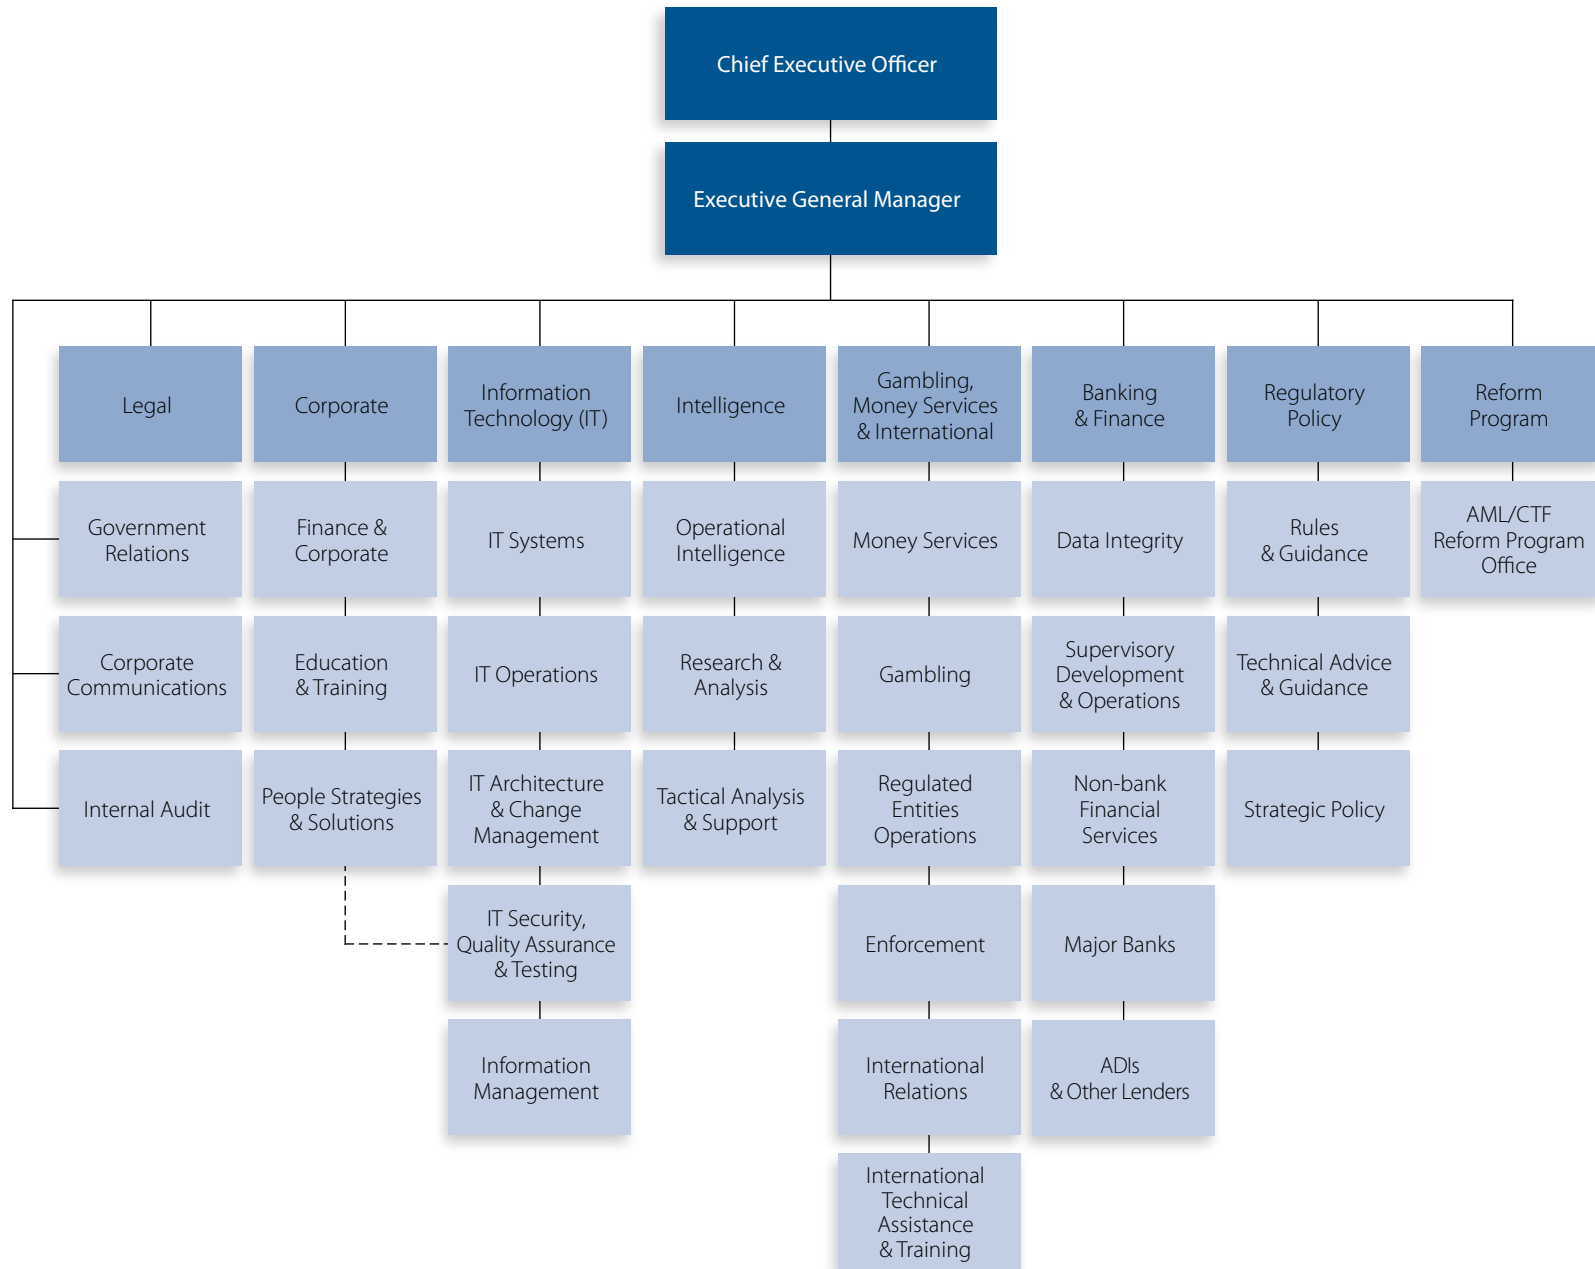 Chief Executive Officer
Executive General Manager
Legal
Corporate
Information
Technology (IT)
Intelligence
Gambling,
Money Services
& International
Banking
& Finance
Regulatory
Policy
Reform
Program
Government
Relations
Finance &
Corporate
IT Systems
Operational
Intelligence
Money Services
Data Integrity
Rules
& Guidance
AML/CTF
Reform Program
Office
Corporate
Communications
Education
& Training
IT Operations
Research &
Analysis
Gambling
Supervisory
Development
& Operations
Technical Advice
& Guidance
Internal Audit
People Strategies
& Solutions
IT Architecture
& Change
Management
Tactical Analysis
& Support
Regulated
Entities
Operations
Non-bank
Financial
Services
Strategic Policy
IT Security,
Quality Assurance
& Testing
Enforcement
Major Banks
Information
Management
International
Relations
ADIs
& Other Lenders
International
Technical
Assistance
& Training